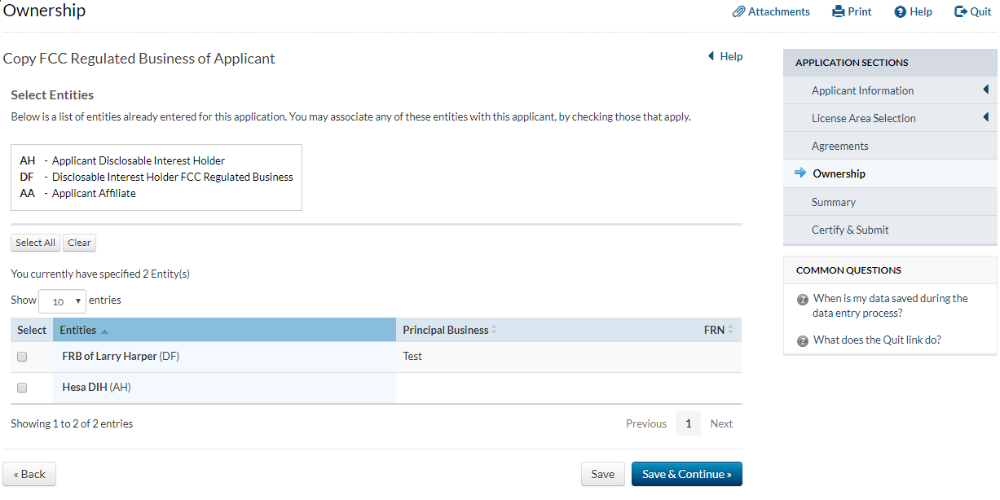 Ownership
Attachments Print Help Quit
Copy FCC Regulated Business of Applicant
Help
Select Entities
Below is a list of entities already entered for this application. You may associate any of these entities with this applicant, by checking those that apply.
AH - Applicant Disclosable Interest Holder
DF - Disclosable Interest Holder FCC Regulated Business
AA - Applicant Affiliate
Select All Clear
You currently have specified 2 Entity(s)
Show 10 entries
Select Entities Principal Business FRN
FRB of Larry Harper (DF) Test
Hesa DIH (AH)
Showing 1 to 2 of 2 entries Previous 1 Next
« Back Save Save & Continue »
APPLICATION SECTIONS
Applicant Information
License Area Selection
Agreements
Ownership
Summary
Certify & Submit
COMMON QUESTIONS
When is my data saved during the
data entry process?
What does the Quit link do?